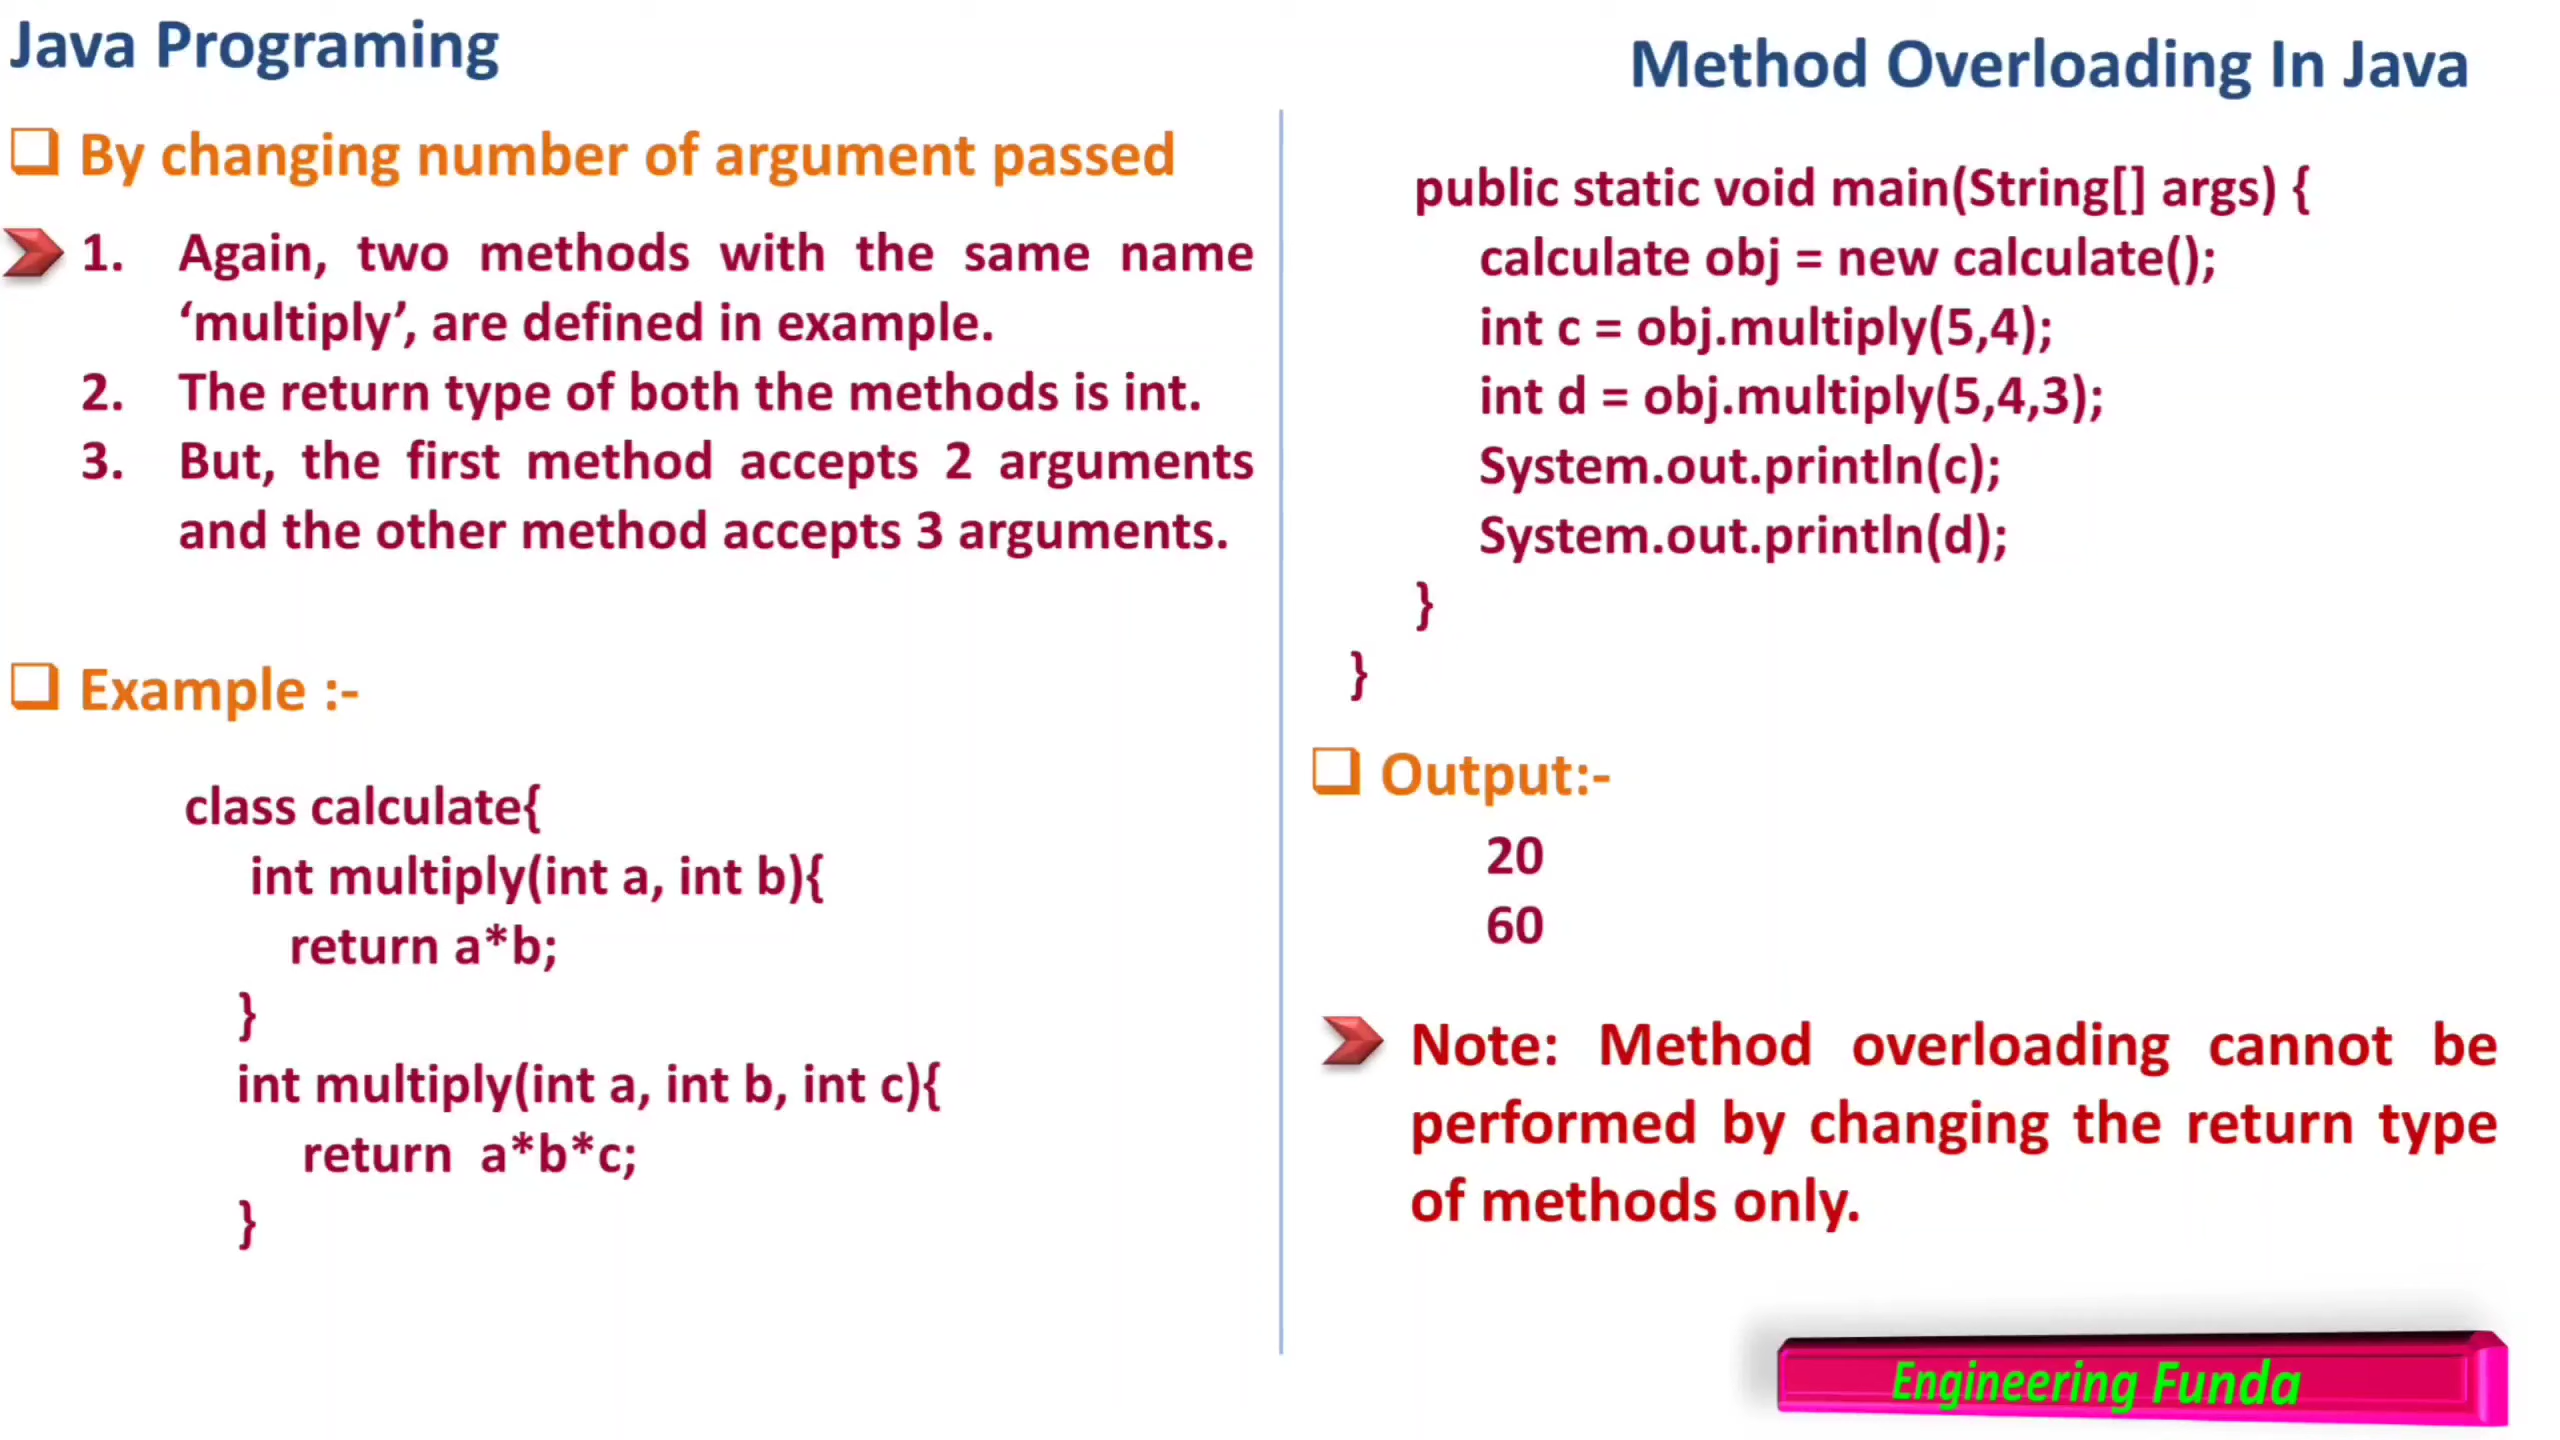 Java Programing
Method Overloading In Java
By changing number of argument passed
1. Again, two methods with the same name
‘multiply’, are defined in example.
2. The return type of both the methods is int.
3. But, the first method accepts 2 arguments
and the other method accepts 3 arguments.
Example :-
class calculate{
int multiply(int a, int b){
return a*b;
}
int multiply(int a, int b, int c){
return a*b*c;
}
public static void main(String[] args) {
calculate obj = new calculate();
int c = obj.multiply(5,4);
int d = obj.multiply(5,4,3);
System.out.println(c);
System.out.println(d);
}
}
Output:-
20
60
Note: Method overloading cannot be
performed by changing the return type
of methods only.
Engineering Funda